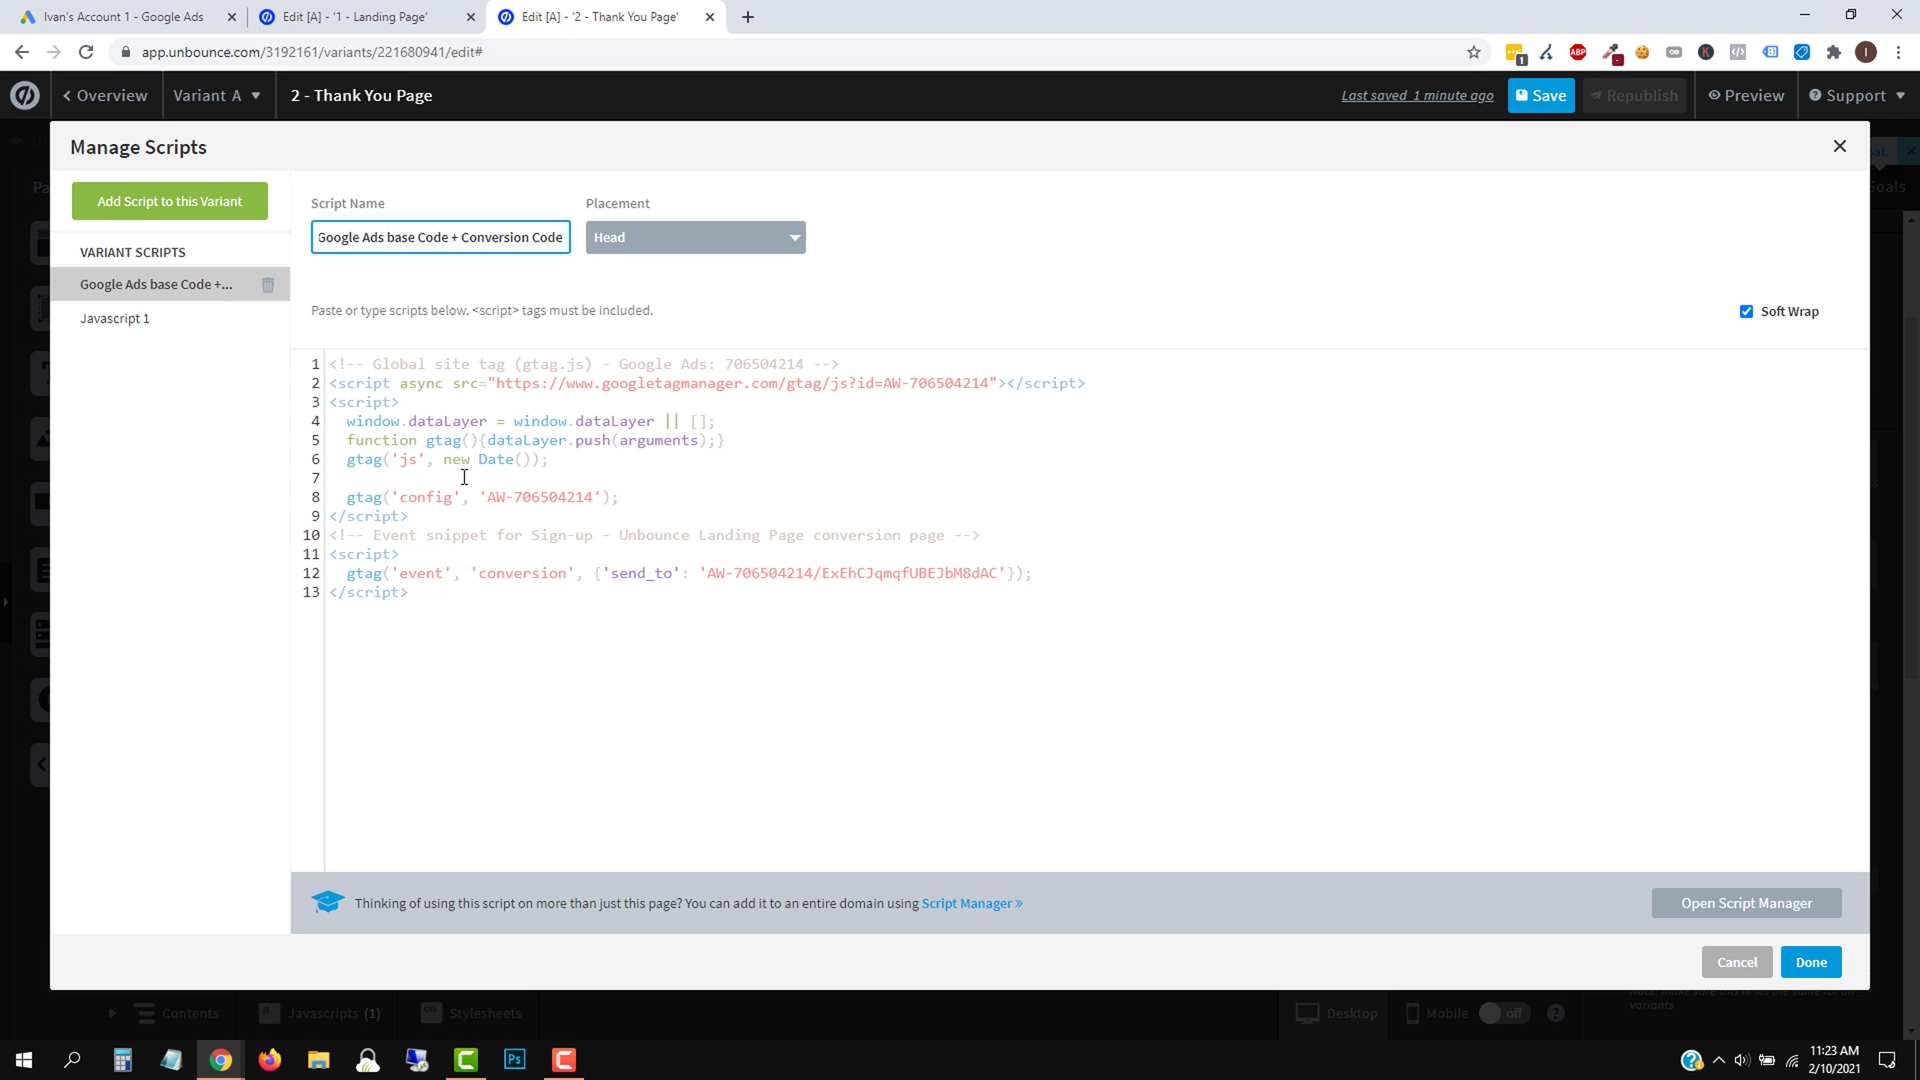 Ivan's Account 1 - Google Ads
Edit [A] - '1 - Landing Page'
Edit [A] - '2 - Thank You Page'
app.unbounce.com/3192161/variants/221680941/edit#
Overview
Variant A
2 - Thank You Page
Last saved 1 minute ago
Save
Republish
Preview
Support
Manage Scripts
Add Script to this Variant
Script Name
Placement
Google Ads base Code + Conversion Code
Head
VARIANT SCRIPTS
Google Ads base Code +...
Javascript 1
Paste or type scripts below. <script> tags must be included.
Soft Wrap
1 <!-- Global site tag (gtag.js) - Google Ads: 706504214 -->
2 <script async src="https://www.googletagmanager.com/gtag/js?id=AW-706504214"></script>
3 <script>
4 window.dataLayer = window.dataLayer || [];
5 function gtag(){dataLayer.push(arguments);}
6 gtag('js', new Date());
7
8 gtag('config', 'AW-706504214');
9 </script>
10 <!-- Event snippet for Sign-up - Unbounce Landing Page conversion page -->
11 <script>
12 gtag('event', 'conversion', {'send_to': 'AW-706504214/ExEhCJqmqfUBEJbM8dAC'});
13 </script>
Thinking of using this script on more than just this page? You can add it to an entire domain using Script Manager »
Open Script Manager
Cancel
Done
variants
Contents
Javascripts (1)
Stylesheets
Desktop
Mobile
off
11:23 AM
2/10/2021